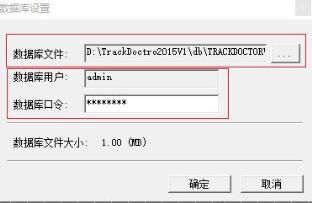 数据库设置
数据库文件: D:\TrackDoctro2015V1\db\TRACKDOCTOR\ ...
数据库用户: admin
数据库口令: ********
数据库文件大小: 1.00 (MB)
确定 取消